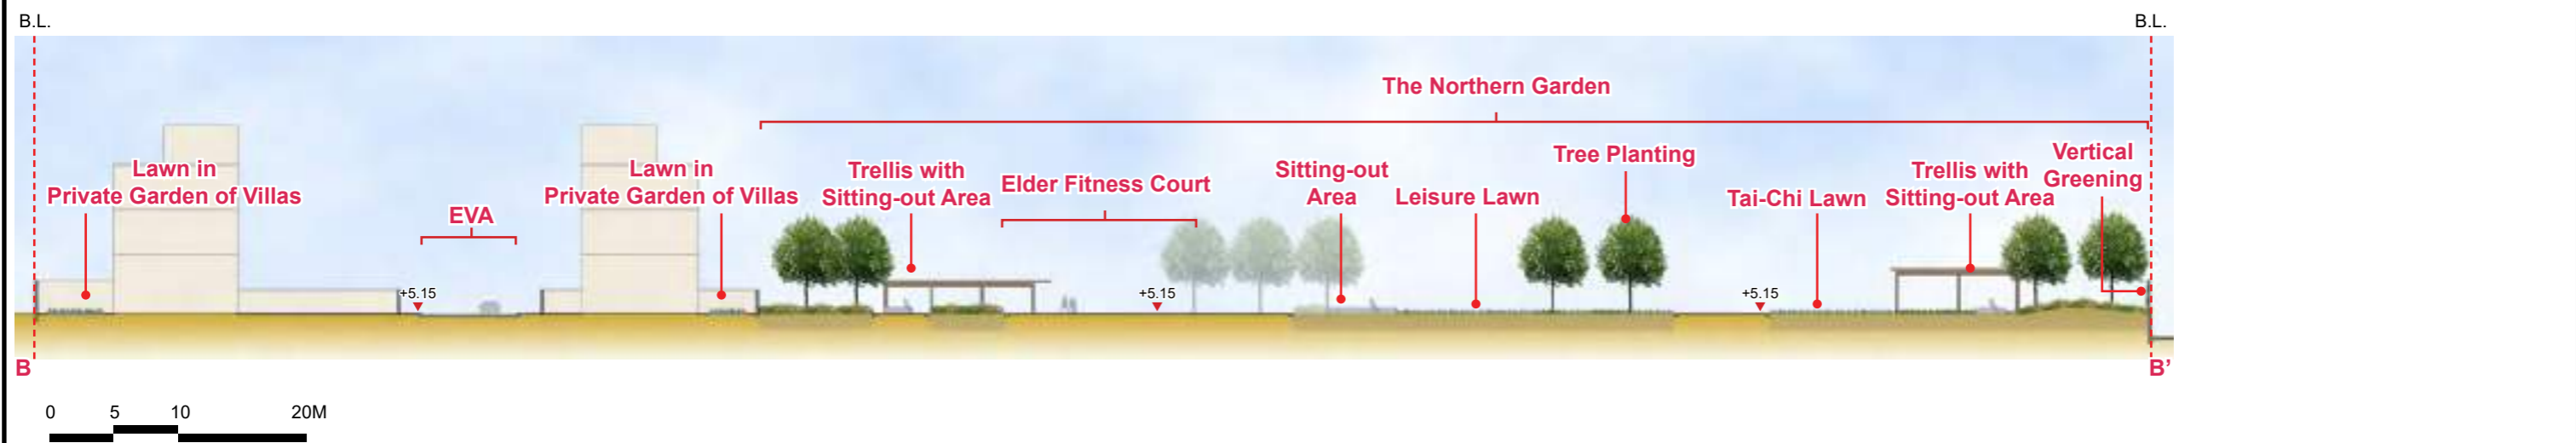 B.L.
B.L.
The Northern Garden
Lawn in
Private Garden of Villas
EVA
Lawn in
Private Garden of Villas
Trellis with
Sitting-out Area
Elder Fitness Court
Sitting-out
Area
Leisure Lawn
Tree Planting
Tai-Chi Lawn
Trellis with
Sitting-out Area
Vertical
Greening
+5.15
+5.15
+5.15
B
B’
0 5 10 20M